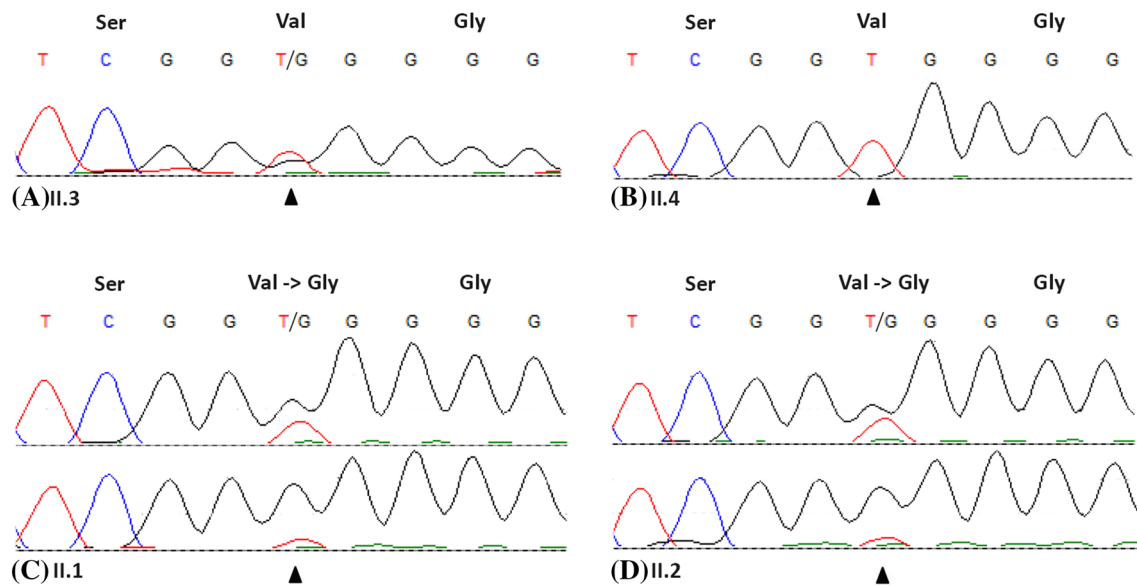 Ser Val Gly
T C G G T/G G G G G
(A) II.3
Ser Val Gly
T C G G T G G G G
(B) II.4
Ser Val -> Gly Gly
T C G G T/G G G G G
(C) II.1
Ser Val -> Gly Gly
T C G G T/G G G G G
(D) II.2